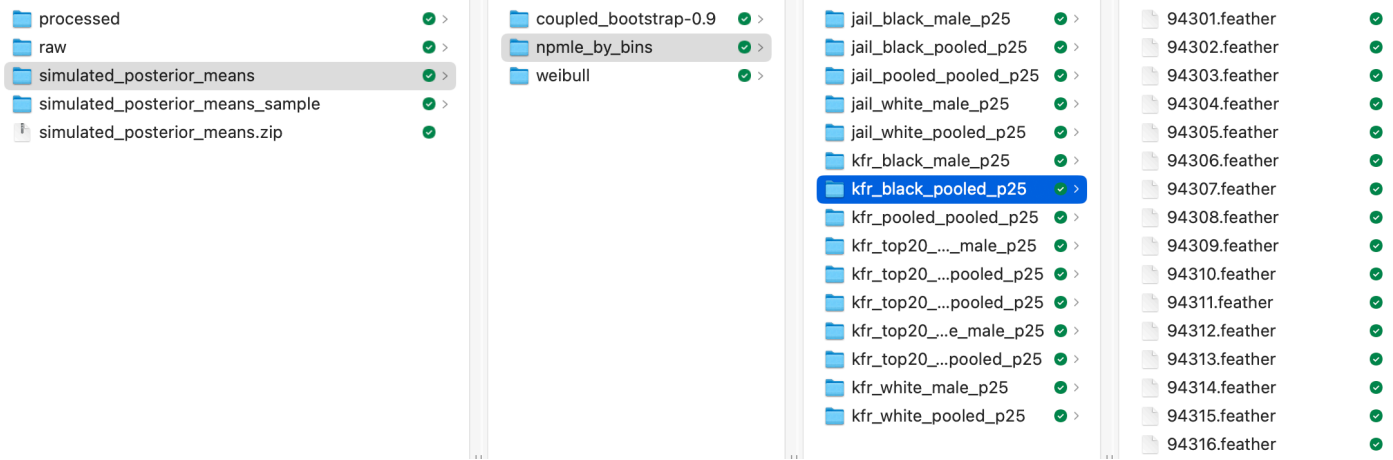 processed
raw
simulated_posterior_means
simulated_posterior_means_sample
simulated_posterior_means.zip
coupled_bootstrap-0.9
npmle_by_bins
weibull
jail_black_male_p25
jail_black_pooled_p25
jail_pooled_pooled_p25
jail_white_male_p25
jail_white_pooled_p25
kfr_black_male_p25
kfr_black_pooled_p25
kfr_pooled_pooled_p25
kfr_top20_..._male_p25
kfr_top20_...pooled_p25
kfr_top20_...pooled_p25
kfr_top20_...e_male_p25
kfr_top20_...pooled_p25
kfr_white_male_p25
kfr_white_pooled_p25
94301.feather
94302.feather
94303.feather
94304.feather
94305.feather
94306.feather
94307.feather
94308.feather
94309.feather
94310.feather
94311.feather
94312.feather
94313.feather
94314.feather
94315.feather
94316.feather